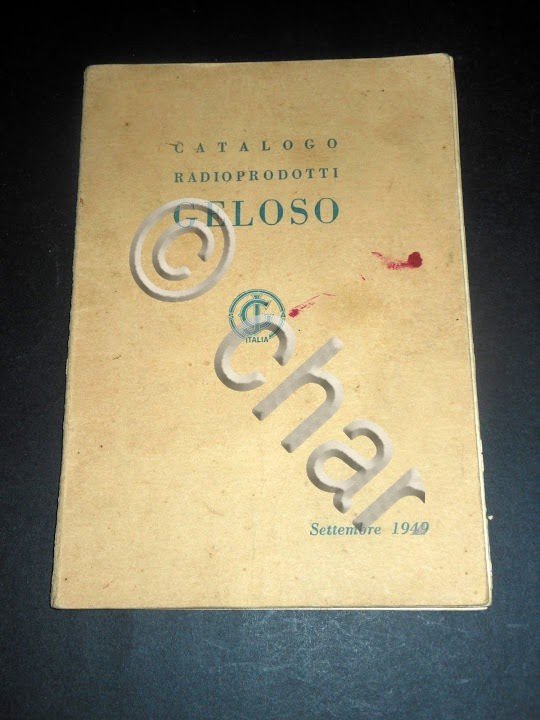 CATALOGO
RADIOPRODOTTI
GELOSO
ITALIA
Settembre 1949
© char